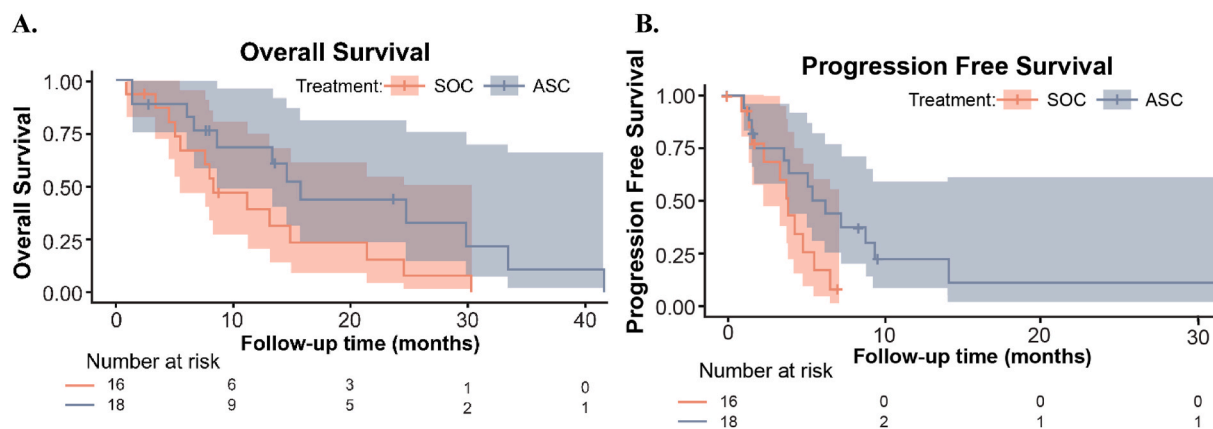 A.
Overall Survival
Treatment: SOC ASC
Overall Survival
1.00
0.75
0.50
0.25
0.00
0 10 20 30 40
Follow-up time (months)
Number at risk
16 6 3 1 0
18 9 5 2 1
B.
Progression Free Survival
Treatment: SOC ASC
Progression Free Survival
1.00
0.75
0.50
0.25
0.00
0 10 20 30
Follow-up time (months)
Number at risk
16 0 0 0
18 2 1 1